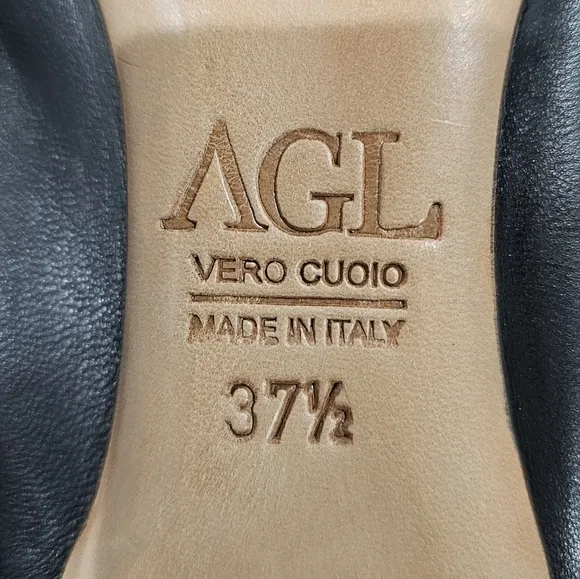 AGL
VERO CUOIO
MADE IN ITALY
37½